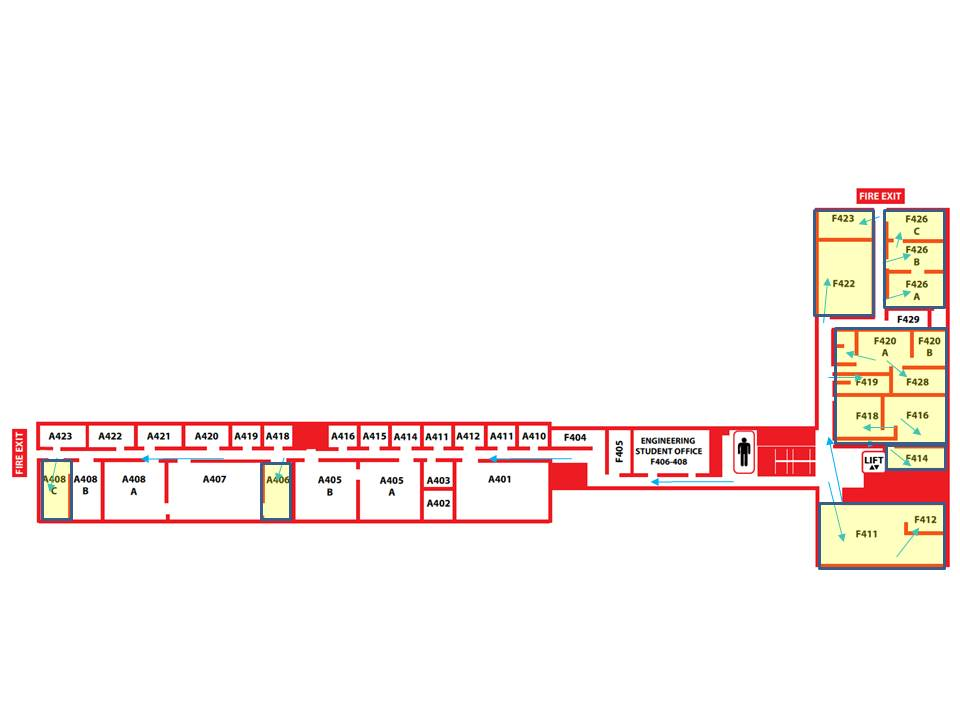 FIRE EXIT
F423
F426
C
F426
B
F422
F426
A
F429
F420
A
F420
B
F419
F428
F418
F416
FIRE EXIT
A423
A422
A421
A420
A419
A418
A416
A415
A414
A411
A412
A411
A410
F404
F405
ENGINEERING
STUDENT OFFICE
F406-408
LIFT
F414
A408
C
A408
B
A408
A
A407
A406
A405
B
A405
A
A403
A402
A401
F411
F412